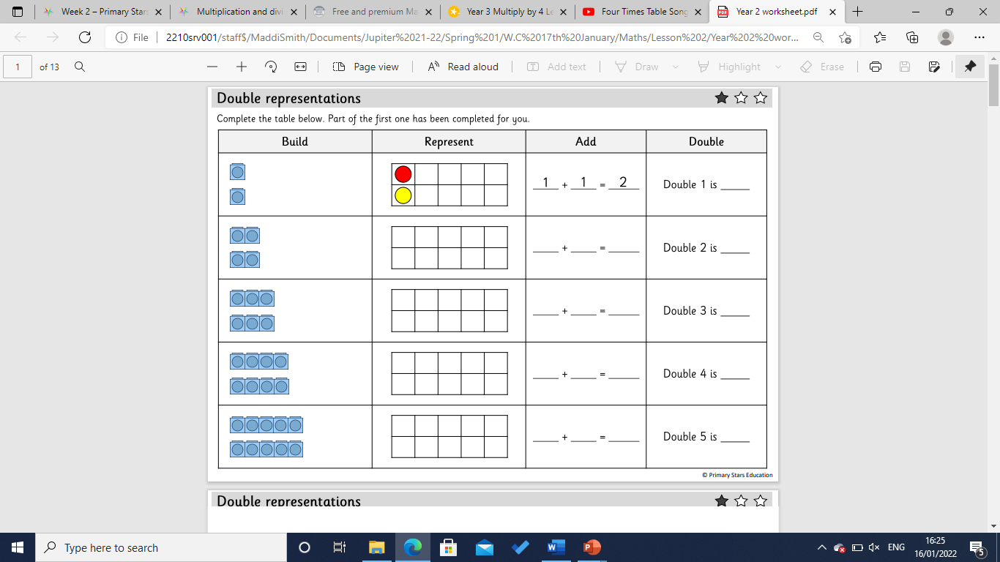 Week 2 – Primary Stars
Multiplication and divi
Free and premium Ma
Year 3 Multiply by 4 Le
Four Times Table Song
Year 2 worksheet.pdf
File
2210srv001/staff$/MaddiSmith/Documents/Jupiter%2021-22/Spring%201/W.C%2017th%20January/Maths/Lesson%202/Year%202%20wor...
1 of 13
Page view
Read aloud
Add text
Draw
Highlight
Erase
Double representations
Complete the table below. Part of the first one has been completed for you.
Build Represent Add Double
1 + 1 = 2 Double 1 is _____
____ + ____ = _____ Double 2 is _____
____ + ____ = _____ Double 3 is _____
____ + ____ = _____ Double 4 is _____
____ + ____ = _____ Double 5 is _____
© Primary Stars Education
Double representations
Type here to search
ENG
16:25
16/01/2022
5